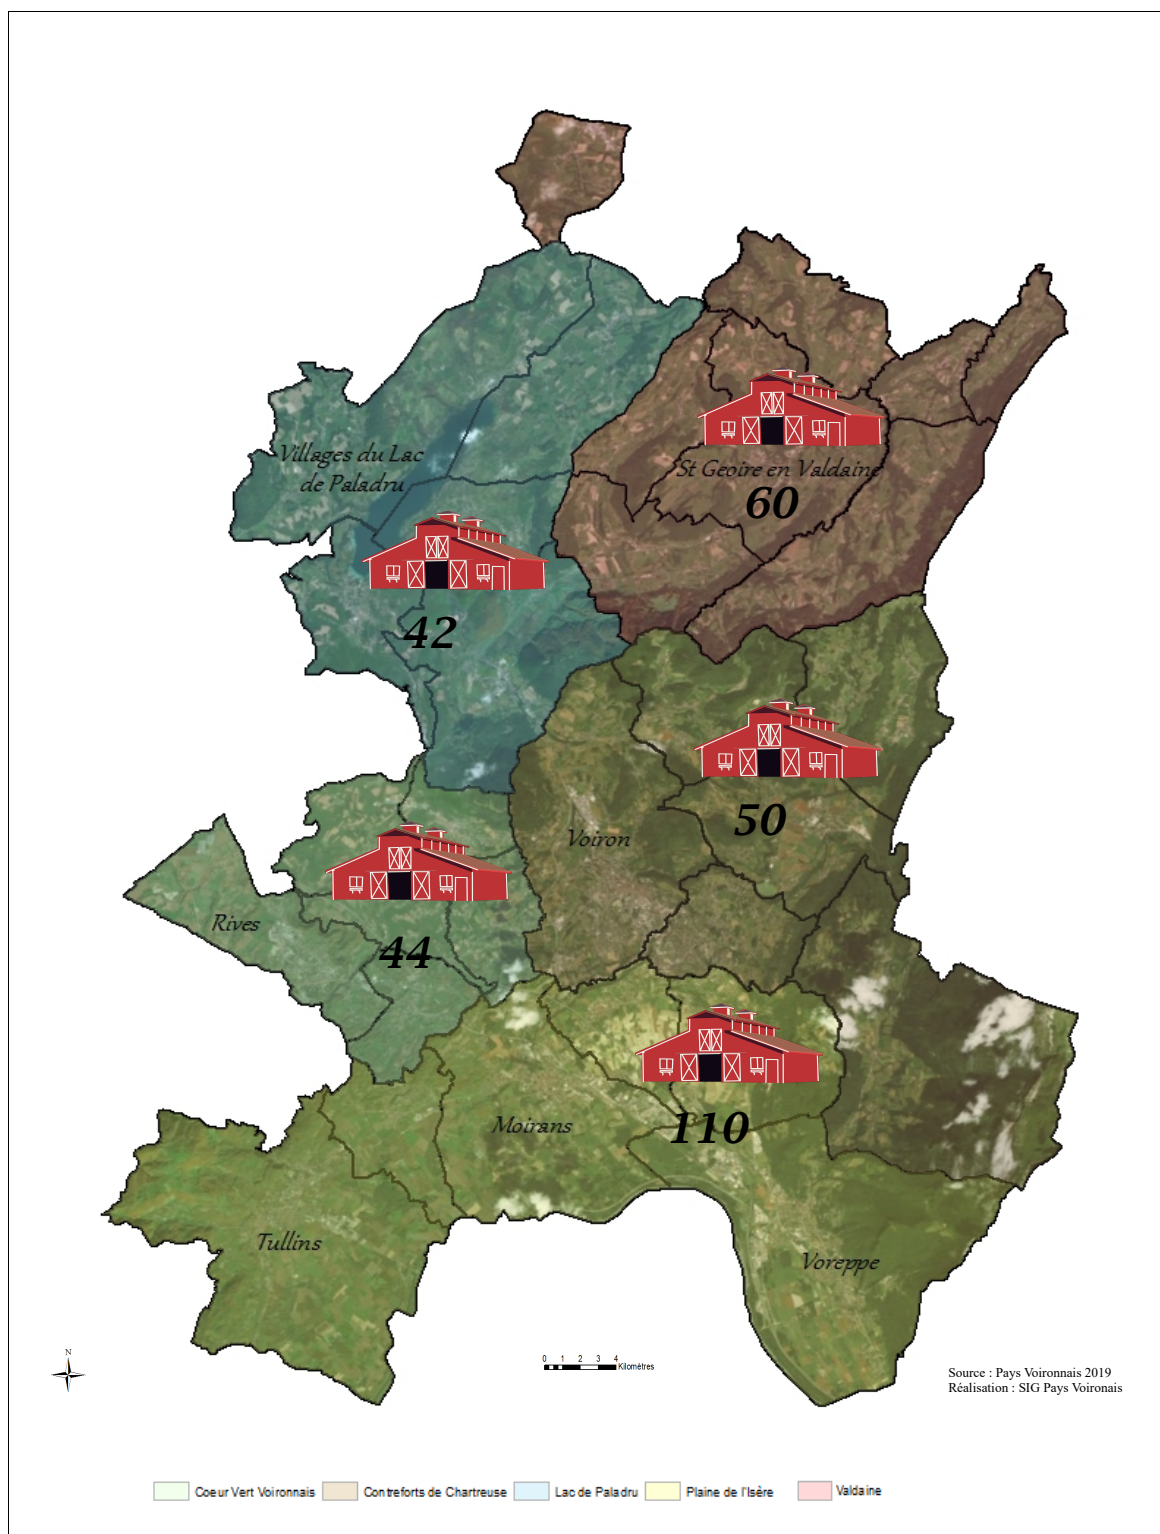 Villages du Lac
de Paladru
St Geoire en Valdaine
60
42
50
Voiron
Rives
44
Moirans
110
Tullins
Voreppe
N
0 1 2 3 4
Kilomètres
Source : Pays Voironnais 2019
Réalisation : SIG Pays Voironais
Coeur Vert Voironnais Contreforts de Chartreuse Lac de Paladru Plaine de l'Isère Valdaine